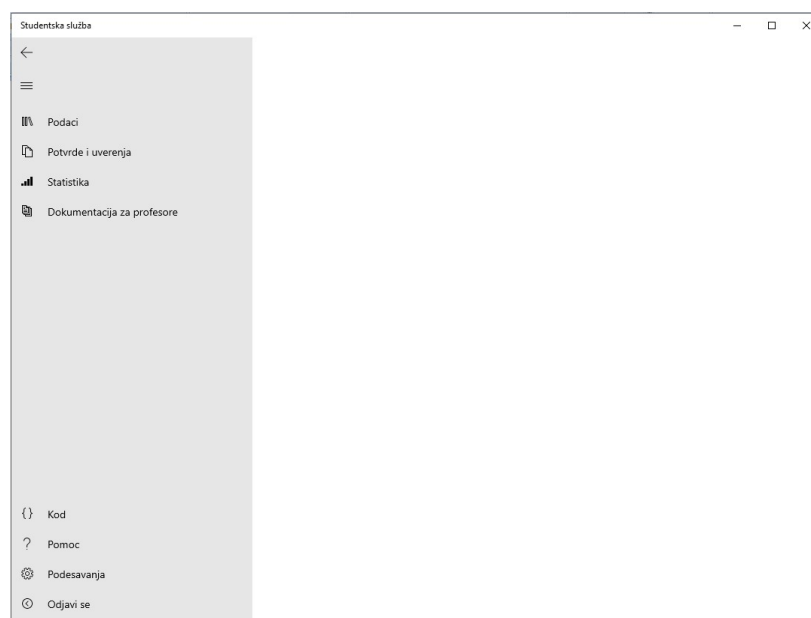 Studentska služba
Podaci
Potvrde i uverenja
Statistika
Dokumentacija za profesore
Kod
Pomoc
Podesavanja
Odjavi se